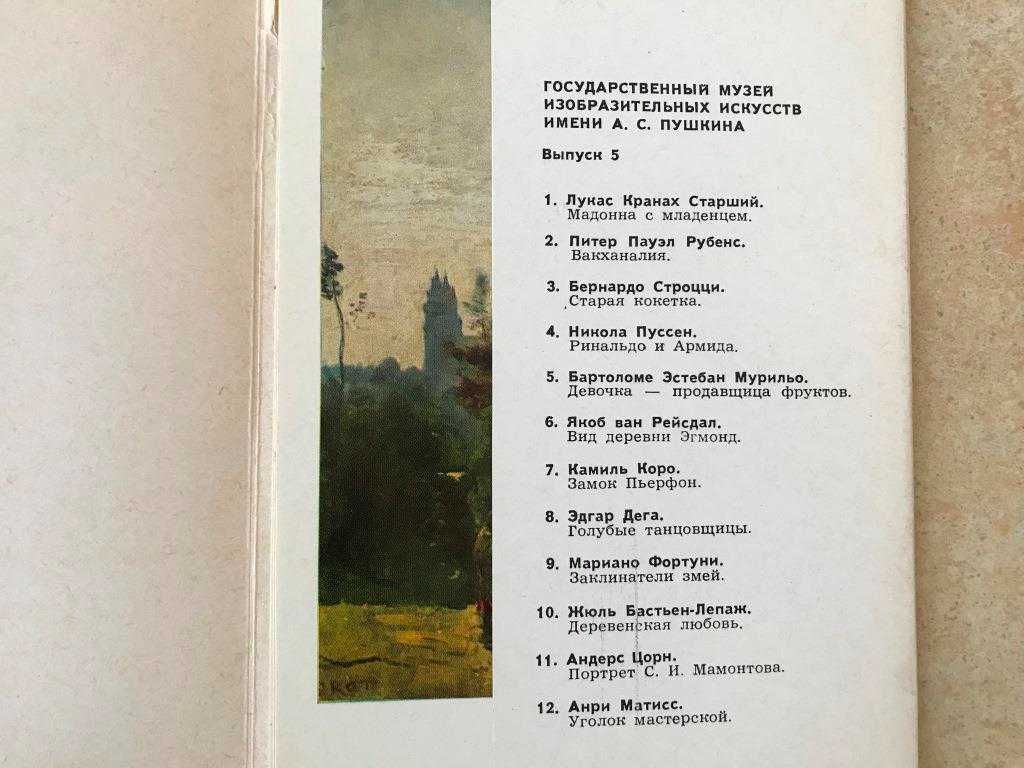 ГОСУДАРСТВЕННЫЙ МУЗЕЙ
ИЗОБРАЗИТЕЛЬНЫХ ИСКУССТВ
ИМЕНИ А. С. ПУШКИНА
Выпуск 5
1. Лукас Кранах Старший.
Мадонна с младенцем.
2. Питер Пауэл Рубенс.
Вакханалия.
3. Бернардо Строцци.
Старая кокетка.
4. Никола Пуссен.
Ринальдо и Армида.
5. Бартоломе Эстебан Мурильо.
Девочка — продавщица фруктов.
6. Якоб ван Рейсдал.
Вид деревни Эгмонд.
7. Камиль Коро.
Замок Пьерфон.
8. Эдгар Дега.
Голубые танцовщицы.
9. Мариано Фортуни.
Заклинатели змей.
10. Жюль Бастьен-Лепаж.
Деревенская любовь.
11. Андерс Цорн.
Портрет С. И. Мамонтова.
12. Анри Матисс.
Уголок мастерской.